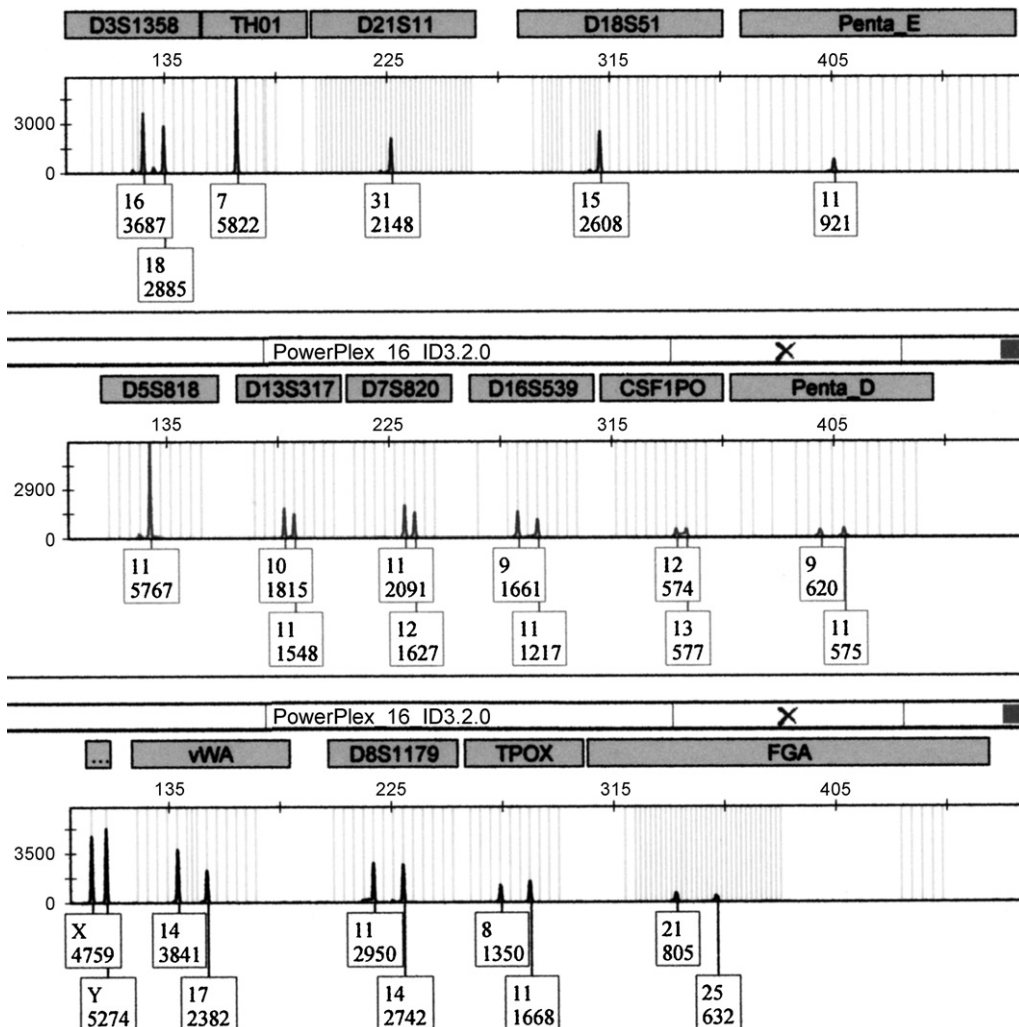 D3S1358 TH01 D21S11 D18S51 Penta_E
135 225 315 405
3000
0
16 7 31 15 11
3687 5822 2148 2608 921
18
2885
PowerPlex_16_ID3.2.0
D5S818 D13S317 D7S820 D16S539 CSF1PO Penta_D
135 225 315 405
2900
0
11 10 11 9 12 9
5767 1815 2091 1661 574 620
11 12 11 13 11
1548 1627 1217 577 575
PowerPlex_16_ID3.2.0
... vWA D8S1179 TPOX FGA
135 225 315 405
3500
0
X 14 11 8 21
4759 3841 2950 1350 805
Y 17 14 11 25
5274 2382 2742 1668 632